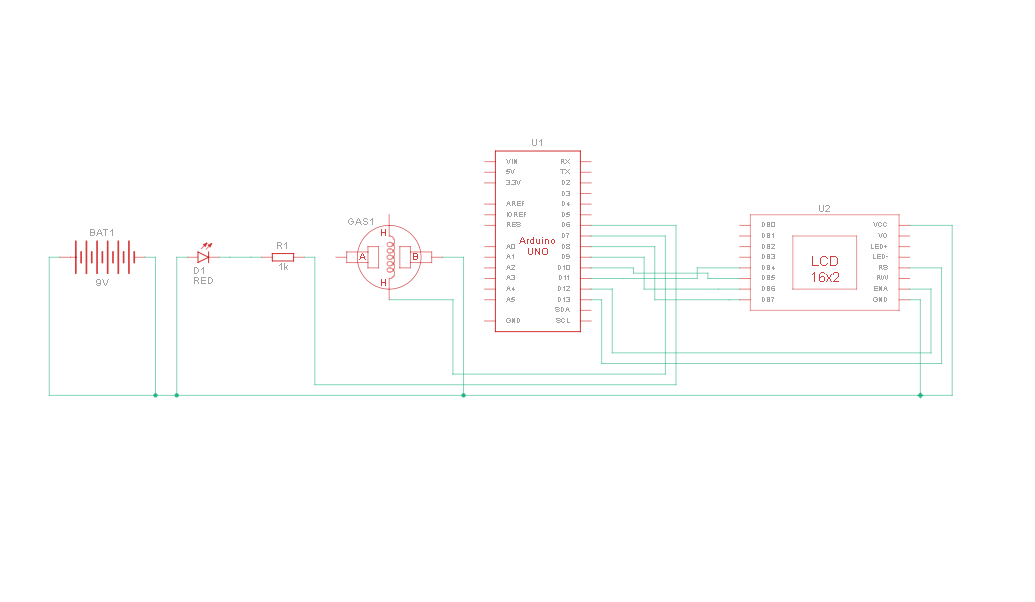 BAT1
9V
D1
RED
R1
1k
GAS1
H
A
B
H
U1
VIN
5V
3.3V
AREF
IOREF
RES
A0
A1
A2
A3
A4
A5
GND
Arduino
UNO
RX
TX
D2
D3
D4
D5
D6
D7
D8
D9
D10
D11
D12
D13
SDA
SCL
U2
DB0
DB1
DB2
DB3
DB4
DB5
DB6
DB7
LCD
16x2
VCC
V0
LED+
LED-
RS
RW
ENA
GND